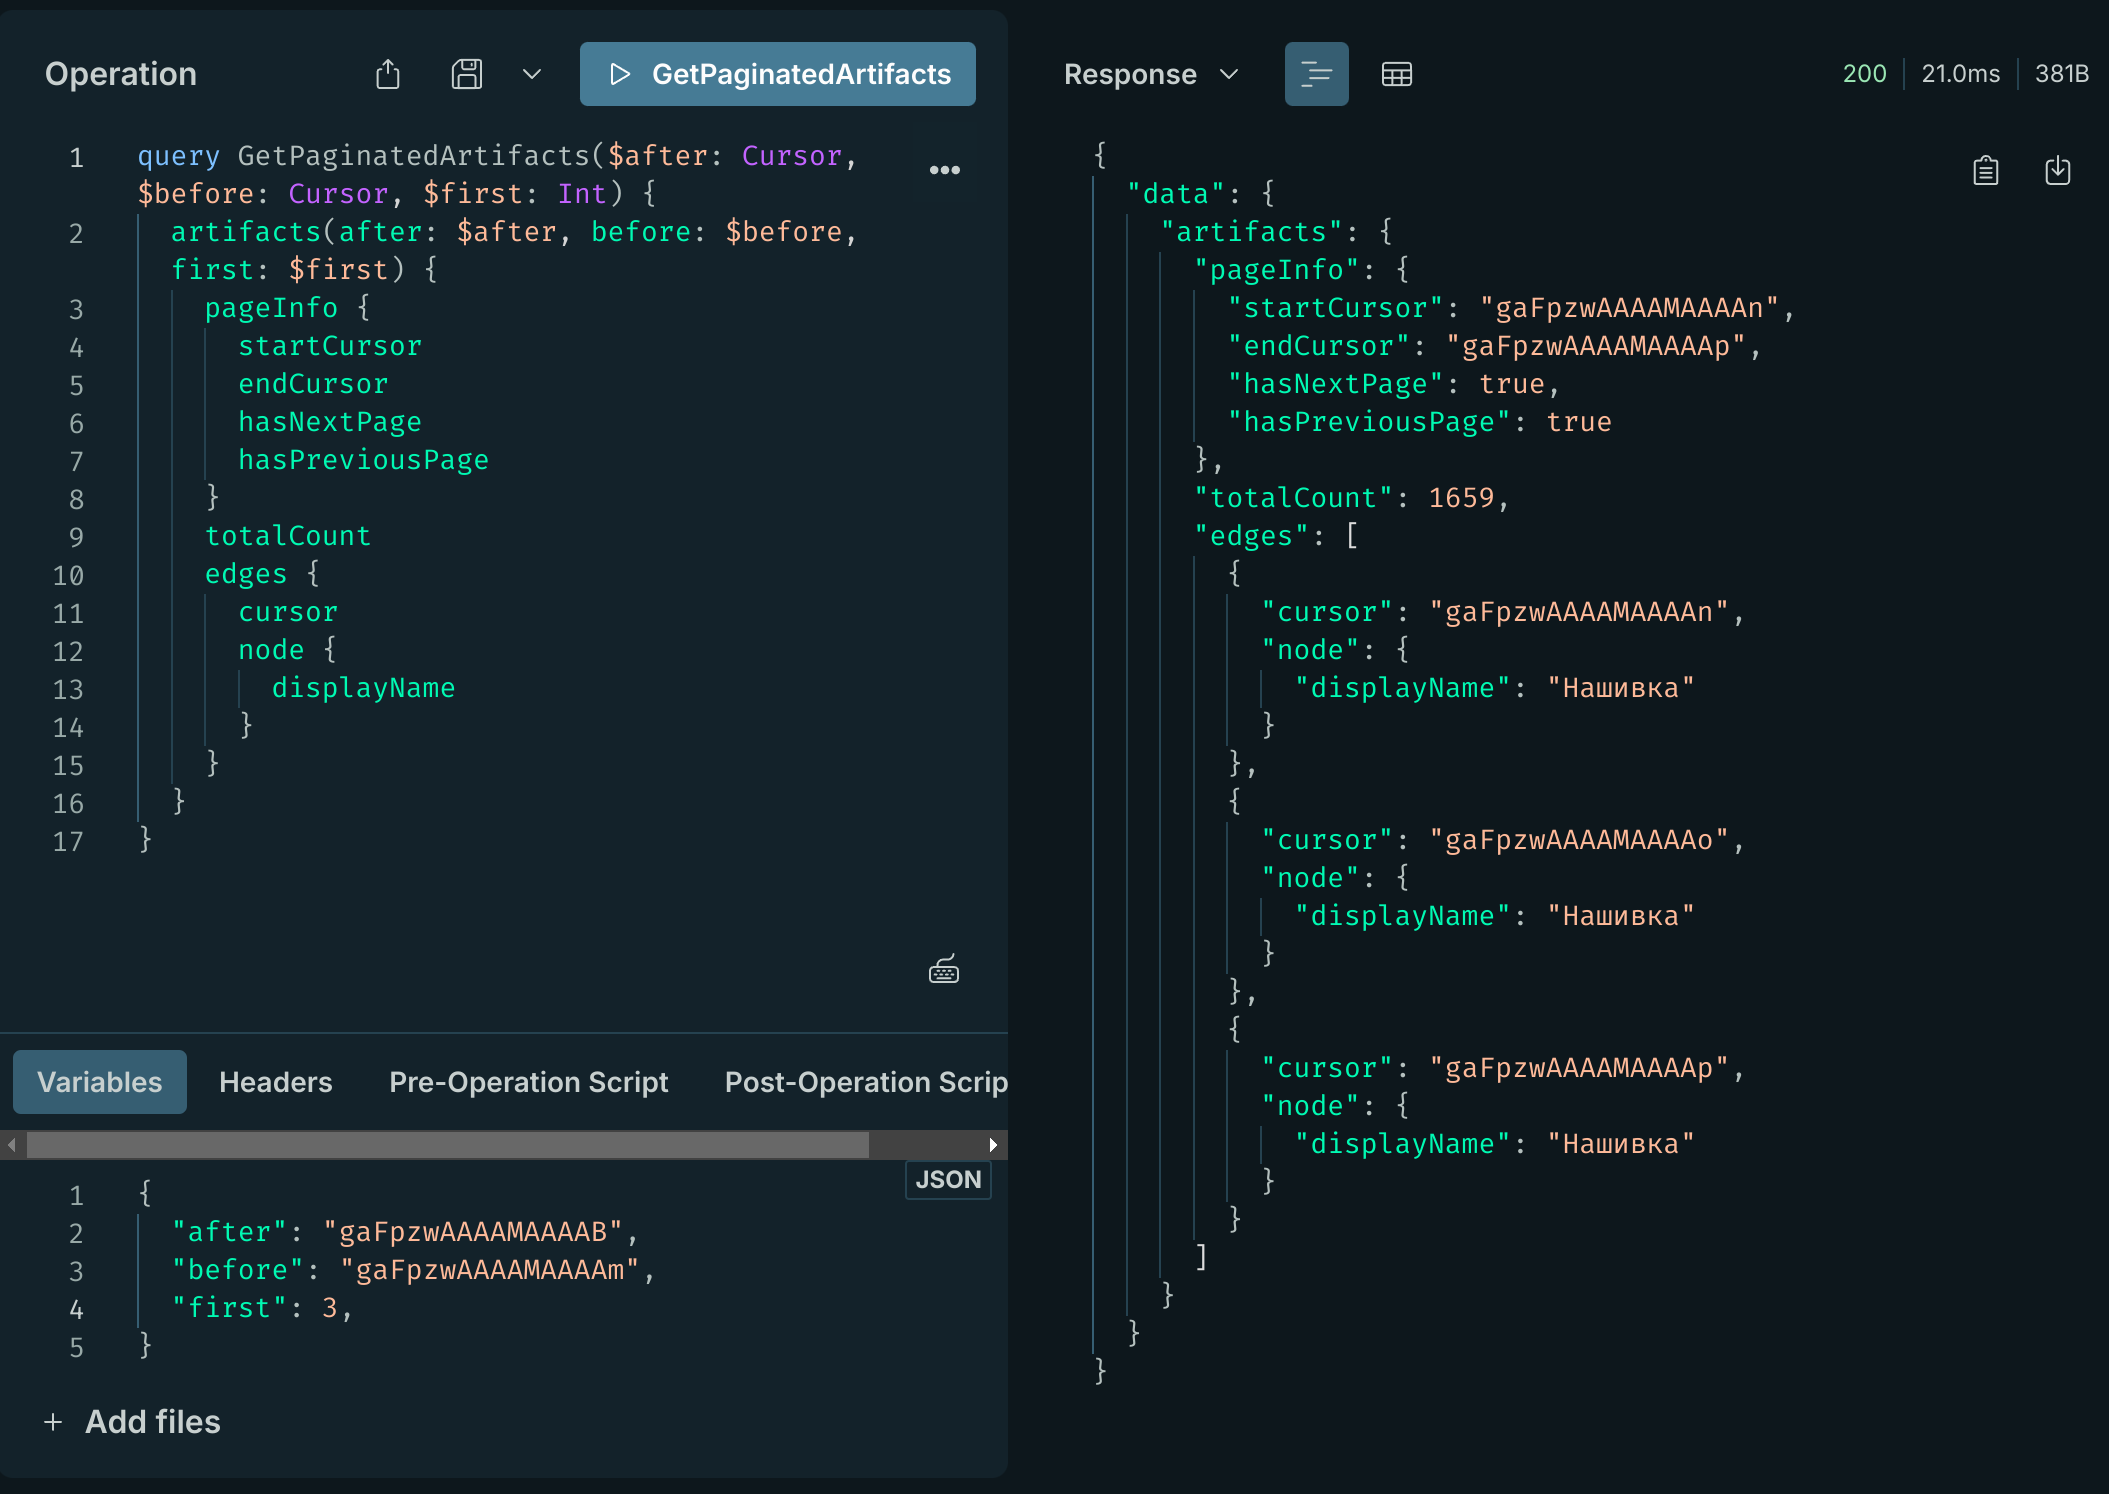 Operation
GetPaginatedArtifacts
1 query GetPaginatedArtifacts($after: Cursor,
$before: Cursor, $first: Int) {
2 artifacts(after: $after, before: $before,
first: $first) {
3 pageInfo {
4 startCursor
5 endCursor
6 hasNextPage
7 hasPreviousPage
8 }
9 totalCount
10 edges {
11 cursor
12 node {
13 displayName
14 }
15 }
16 }
17 }
Variables Headers Pre-Operation Script Post-Operation Scrip
JSON
1 {
2 "after": "gaFpzwAAAAMAAAAB",
3 "before": "gaFpzwAAAAMAAAAm",
4 "first": 3,
5 }
+ Add files
Response
200 21.0ms 381B
{
"data": {
"artifacts": {
"pageInfo": {
"startCursor": "gaFpzwAAAAMAAAAn",
"endCursor": "gaFpzwAAAAMAAAAp",
"hasNextPage": true,
"hasPreviousPage": true
},
"totalCount": 1659,
"edges": [
{
"cursor": "gaFpzwAAAAMAAAAn",
"node": {
"displayName": "Нашивка"
}
},
{
"cursor": "gaFpzwAAAAMAAAAo",
"node": {
"displayName": "Нашивка"
}
},
{
"cursor": "gaFpzwAAAAMAAAAp",
"node": {
"displayName": "Нашивка"
}
}
]
}
}
}